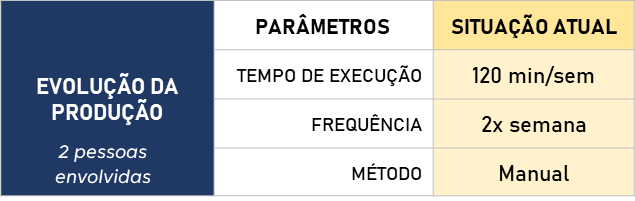 PARÂMETROS SITUAÇÃO ATUAL
EVOLUÇÃO DA
PRODUÇÃO
2 pessoas
envolvidas
TEMPO DE EXECUÇÃO 120 min/sem
FREQUÊNCIA 2x semana
MÉTODO Manual